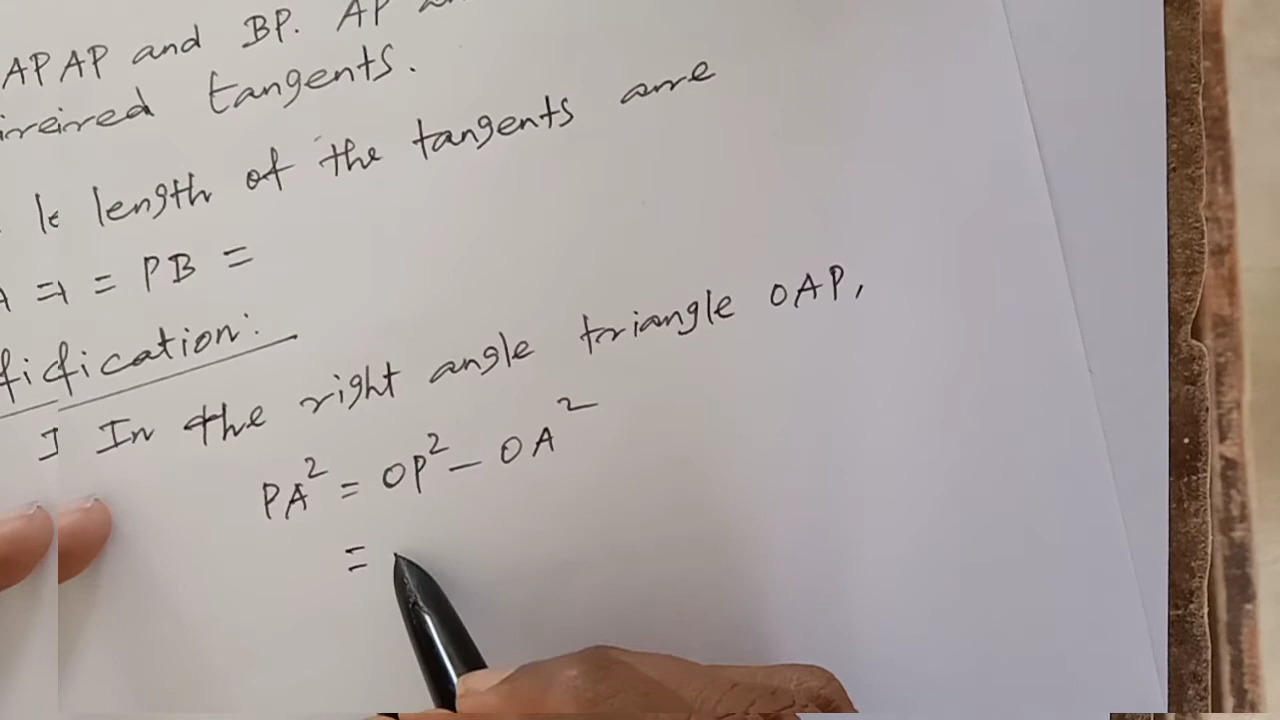 AP AP and BP. AP
tangents.
length of the tangents are
= PB =
fication:
In the right angle triangle OAP,
PA² = OP² - OA²
=